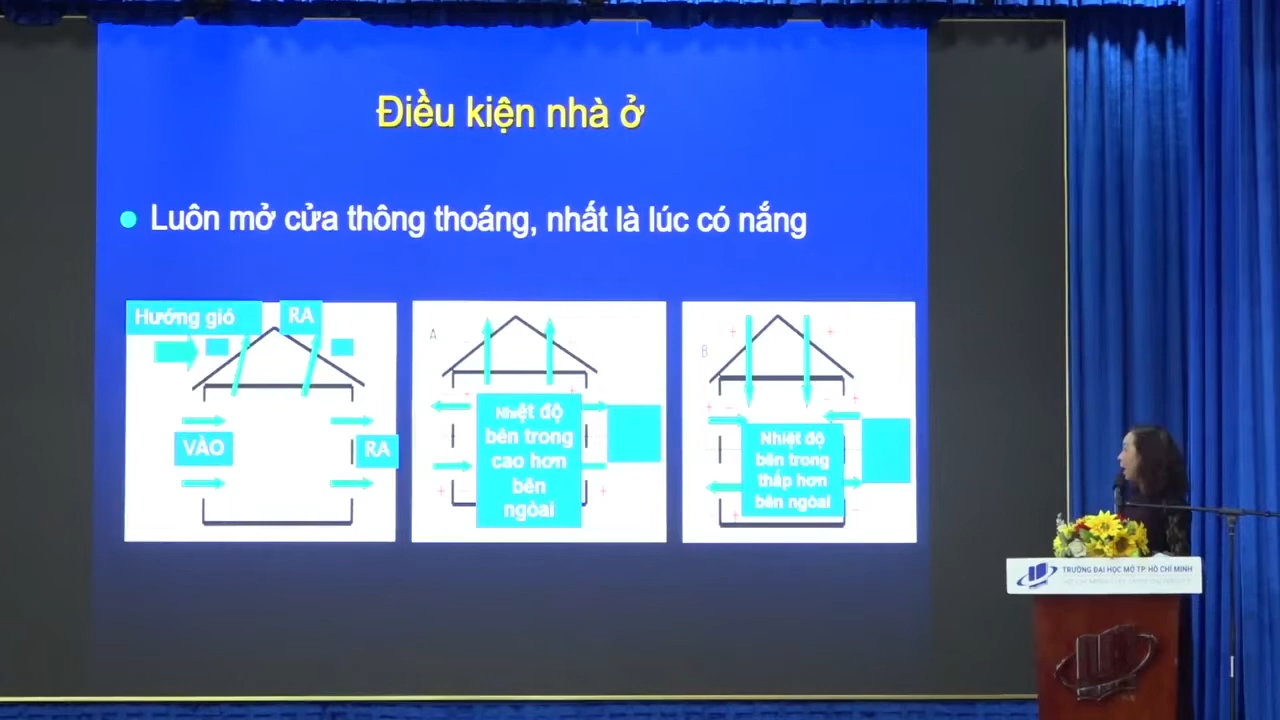 Điều kiện nhà ở
Luôn mở cửa thông thoáng, nhất là lúc có nắng
Hướng gió
RA
VÀO
RA
A
Nhiệt độ
bên trong
cao hơn
bên
ngòai
B
Nhiệt độ
bên trong
thấp hơn
bên ngòai
TRƯỜNG ĐẠI HỌC MỞ TP. HỒ CHÍ MINH